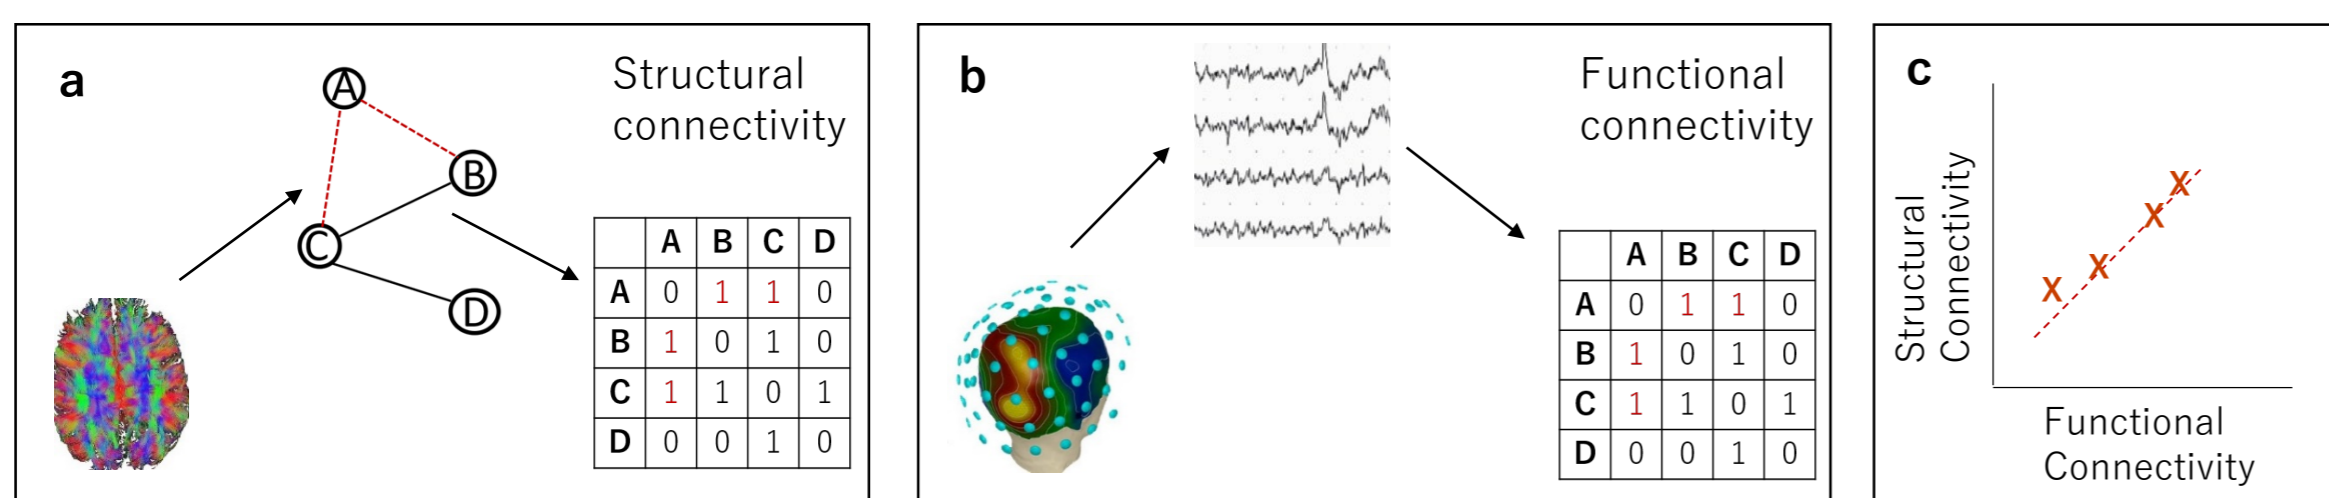 a
A
B
C
D
Structural
connectivity
A B C D
A 0 1 1 0
B 1 0 1 0
C 1 1 0 1
D 0 0 1 0
b
Functional
connectivity
A B C D
A 0 1 1 0
B 1 0 1 0
C 1 1 0 1
D 0 0 1 0
c
Structural
Connectivity
X
X
X
X
Functional
Connectivity